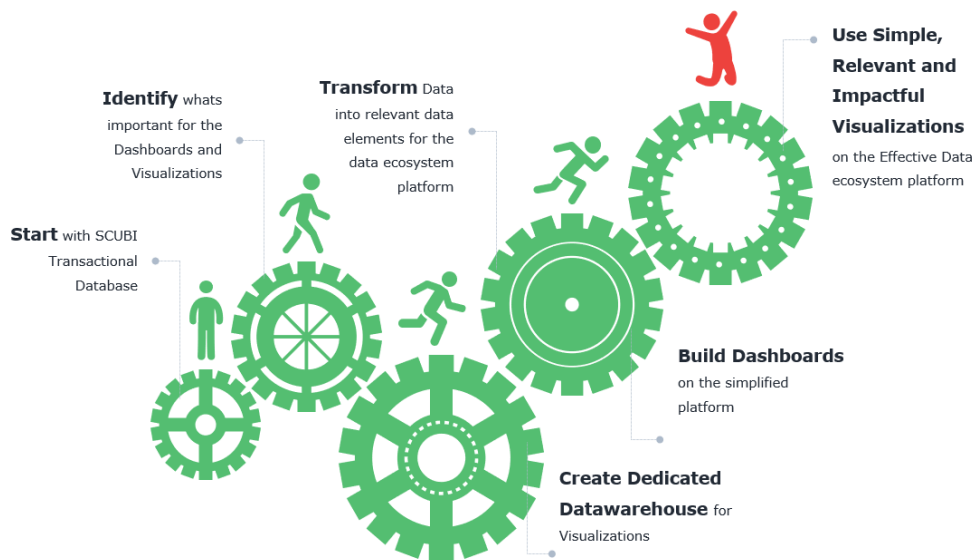 Start with SCUBI
Transactional
Database
Identify whats
important for the
Dashboards and
Visualizations
Transform Data
into relevant data
elements for the
data ecosystem
platform
Create Dedicated
Datawarehouse for
Visualizations
Build Dashboards
on the simplified
platform
Use Simple,
Relevant and
Impactful
Visualizations
on the Effective Data
ecosystem platform